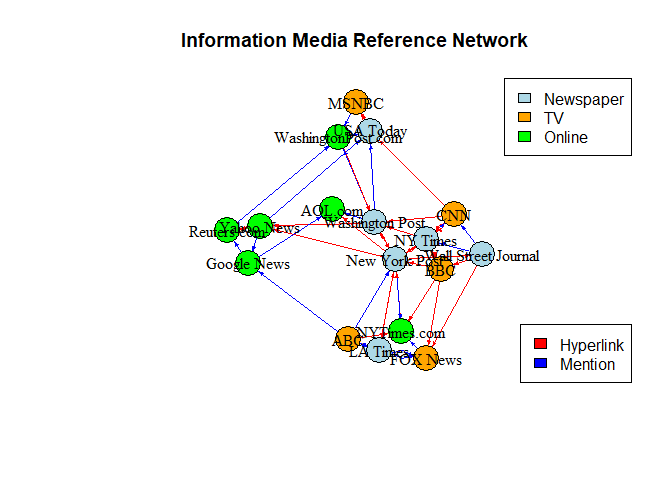 Information Media Reference Network
Newspaper
TV
Online
MSNBC
USA Today
WashingtonPost.com
AOL.com
Washington Post
CNN
Reuters.com
Yahoo News
NY Times
Wall Street Journal
Google News
New York Post
BBC
NYTimes.com
ABC
LA Times
FOX News
Hyperlink
Mention